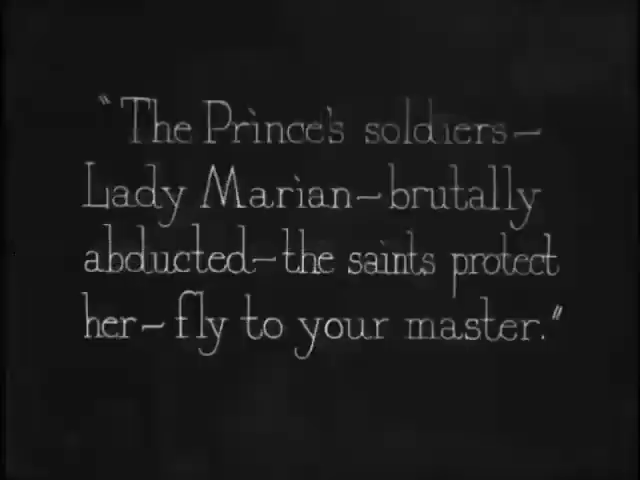 "The Prince's soldiers—
Lady Marian—brutally
abducted—the saints protect
her—fly to your master."